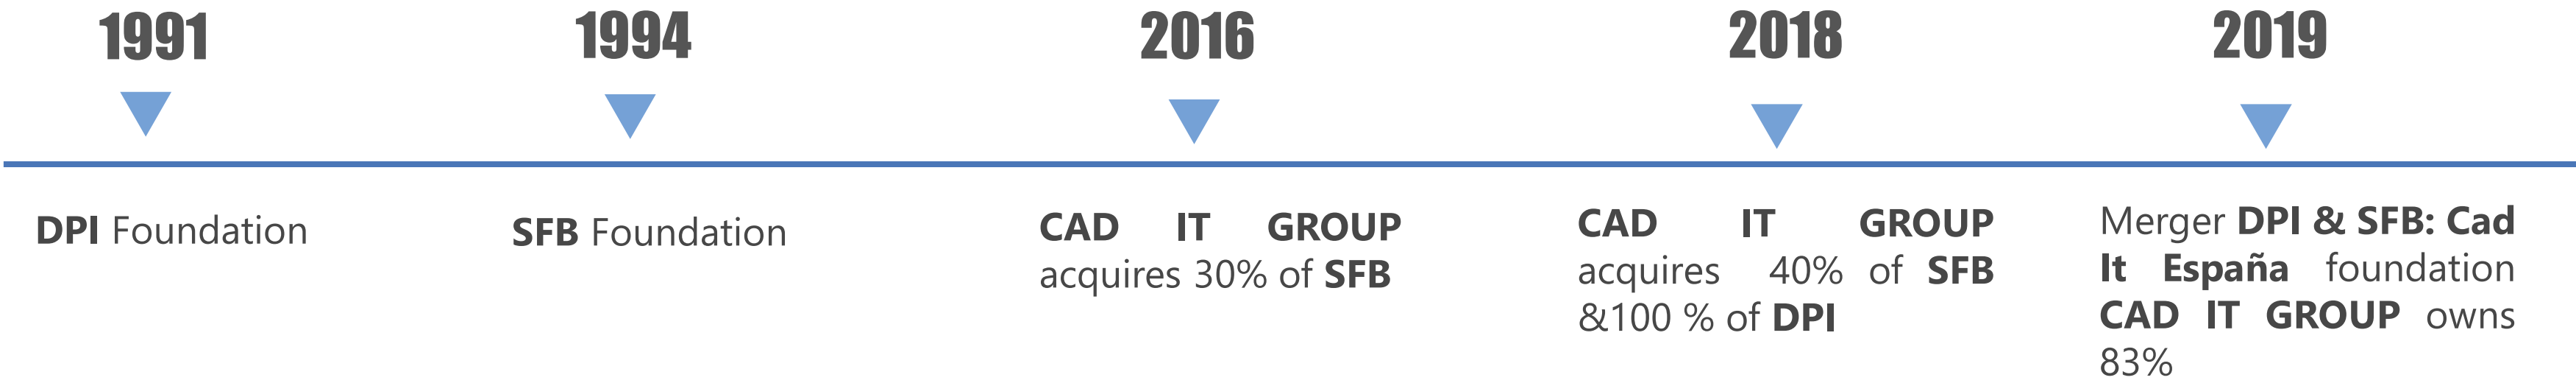 1991
DPI Foundation
1994
SFB Foundation
2016
CAD IT GROUP
acquires 30% of SFB
2018
CAD IT GROUP
acquires 40% of SFB
&100 % of DPI
2019
Merger DPI & SFB: Cad
It España foundation
CAD IT GROUP owns
83%